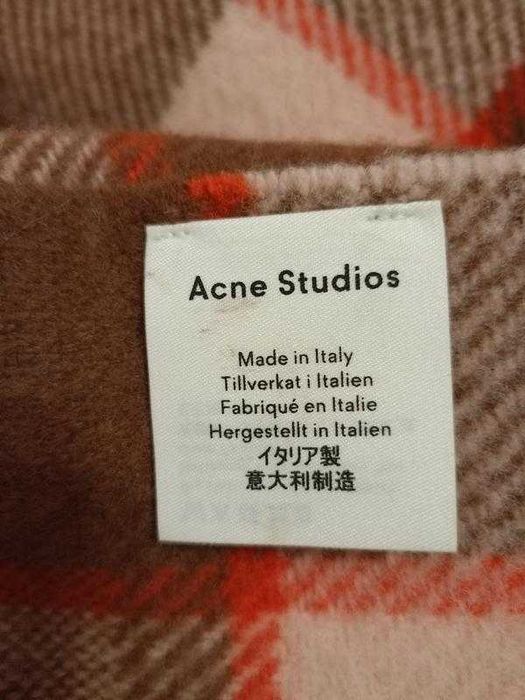 Acne Studios
Made in Italy
Tillverkat i Italien
Fabriqué en Italie
Hergestellt in Italien
イタリア製
意大利制造